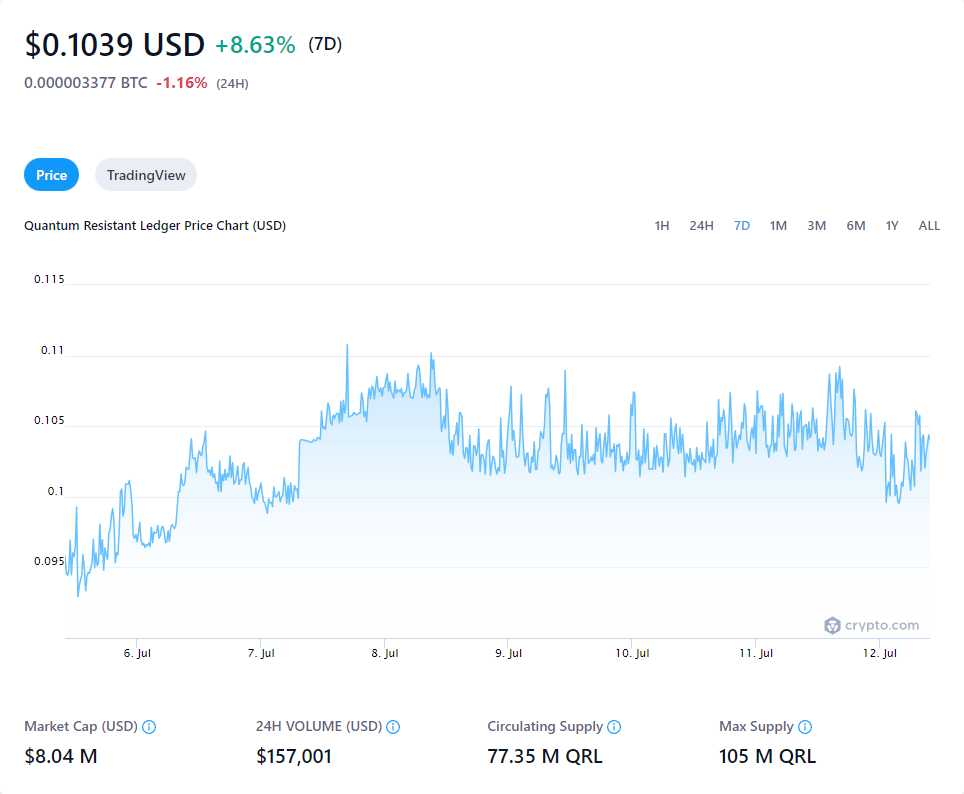 $0.1039 USD +8.63% (7D)
0.000003377 BTC -1.16% (24H)
Price TradingView
Quantum Resistant Ledger Price Chart (USD) 1H 24H 7D 1M 3M 6M 1Y ALL
0.115
0.11
0.105
0.1
0.095
crypto.com
6. Jul 7. Jul 8. Jul 9. Jul 10. Jul 11. Jul 12. Jul
Market Cap (USD) 24H VOLUME (USD) Circulating Supply Max Supply
$8.04 M $157,001 77.35 M QRL 105 M QRL